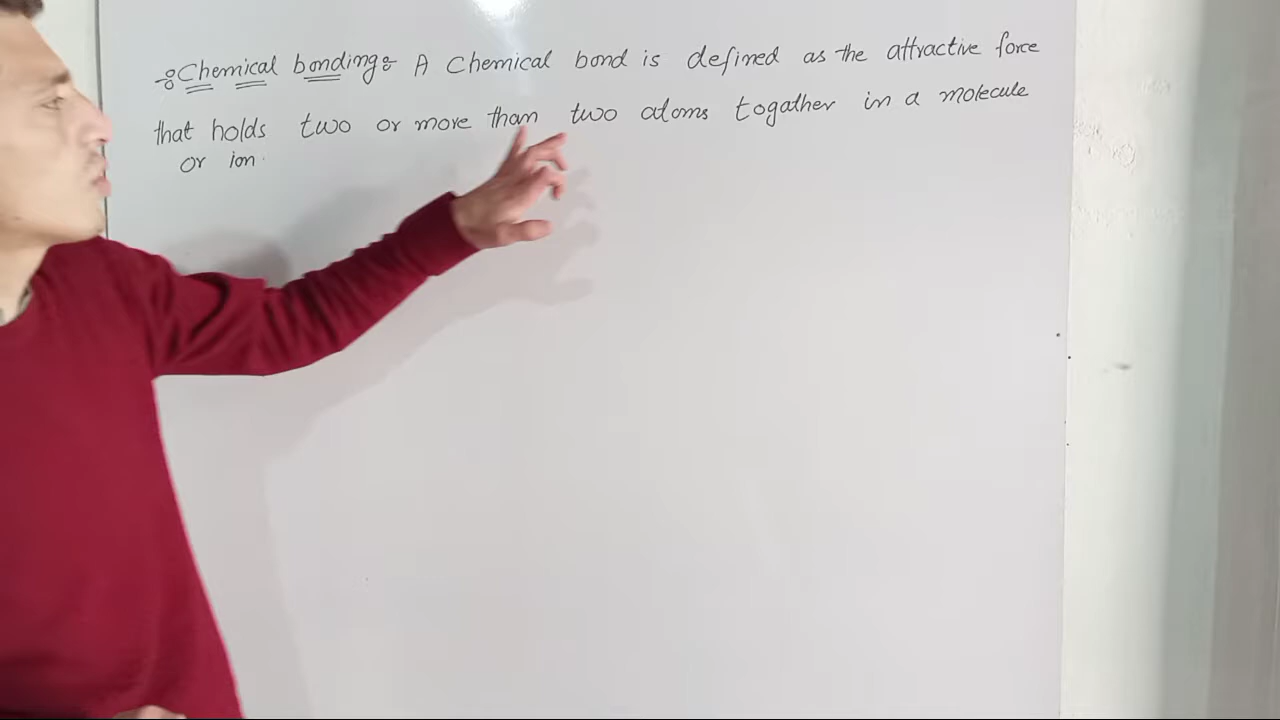 Chemical bonding: A Chemical bond is defined as the attractive force
that holds two or more than two atoms togather in a molecule
or ion.